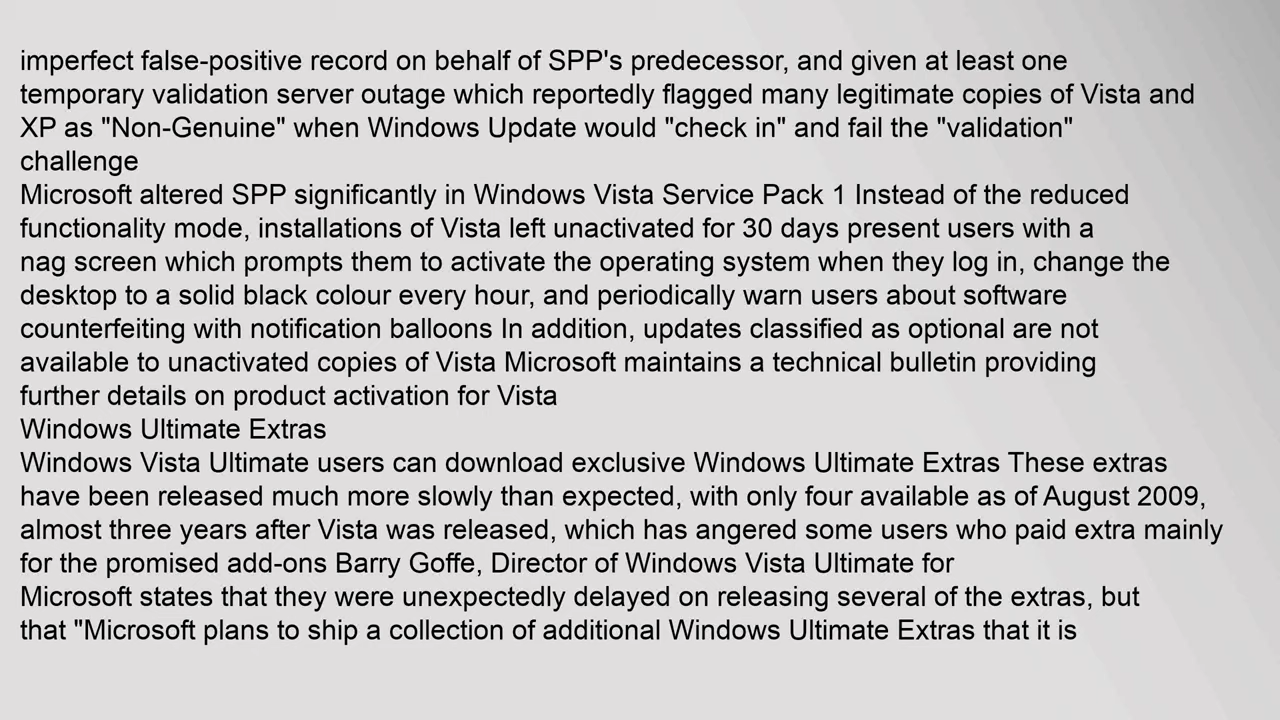 imperfect false-positive record on behalf of SPP's predecessor, and given at least one
temporary validation server outage which reportedly flagged many legitimate copies of Vista and
XP as "Non-Genuine" when Windows Update would "check in" and fail the "validation"
challenge
Microsoft altered SPP significantly in Windows Vista Service Pack 1 Instead of the reduced
functionality mode, installations of Vista left unactivated for 30 days present users with a
nag screen which prompts them to activate the operating system when they log in, change the
desktop to a solid black colour every hour, and periodically warn users about software
counterfeiting with notification balloons In addition, updates classified as optional are not
available to unactivated copies of Vista Microsoft maintains a technical bulletin providing
further details on product activation for Vista
Windows Ultimate Extras
Windows Vista Ultimate users can download exclusive Windows Ultimate Extras These extras
have been released much more slowly than expected, with only four available as of August 2009,
almost three years after Vista was released, which has angered some users who paid extra mainly
for the promised add-ons Barry Goffe, Director of Windows Vista Ultimate for
Microsoft states that they were unexpectedly delayed on releasing several of the extras, but
that "Microsoft plans to ship a collection of additional Windows Ultimate Extras that it is